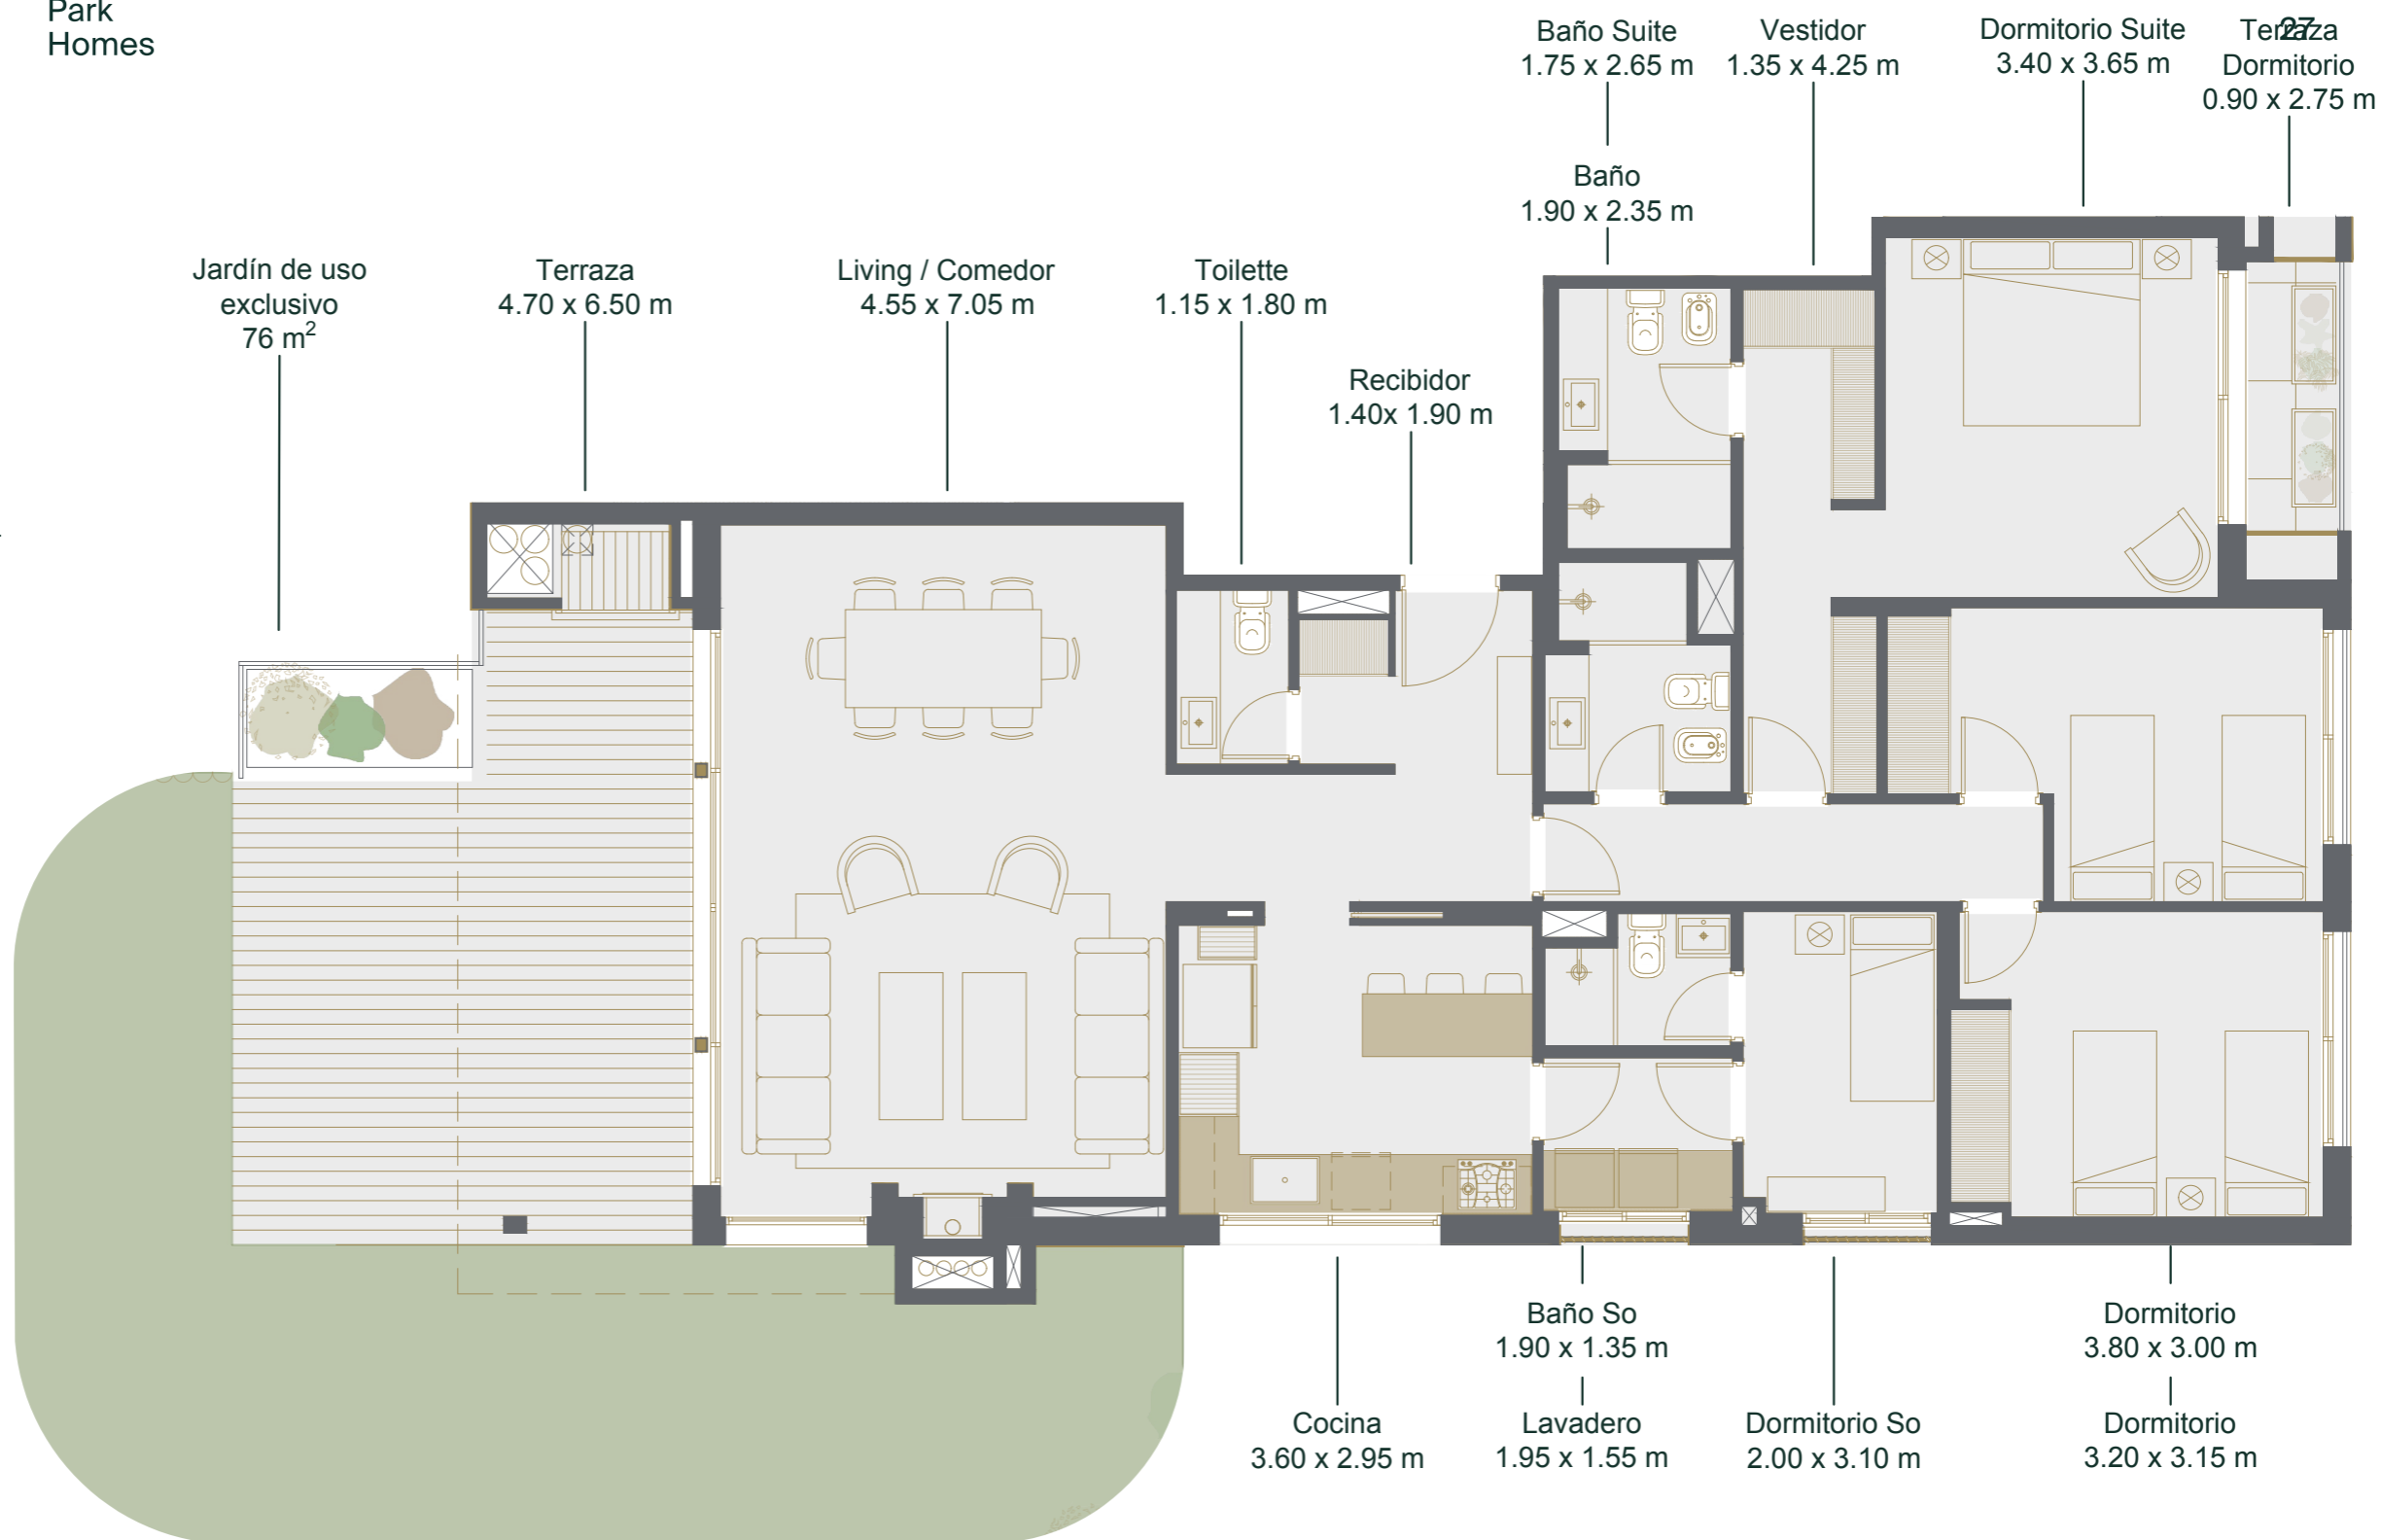 Park
Homes
27
Baño Suite
1.75 x 2.65 m
Vestidor
1.35 x 4.25 m
Dormitorio Suite
3.40 x 3.65 m
Terraza
Dormitorio
0.90 x 2.75 m
Baño
1.90 x 2.35 m
Jardín de uso
exclusivo
76 m²
Terraza
4.70 x 6.50 m
Living / Comedor
4.55 x 7.05 m
Toilette
1.15 x 1.80 m
Recibidor
1.40x 1.90 m
Baño So
1.90 x 1.35 m
Dormitorio
3.80 x 3.00 m
Cocina
3.60 x 2.95 m
Lavadero
1.95 x 1.55 m
Dormitorio So
2.00 x 3.10 m
Dormitorio
3.20 x 3.15 m